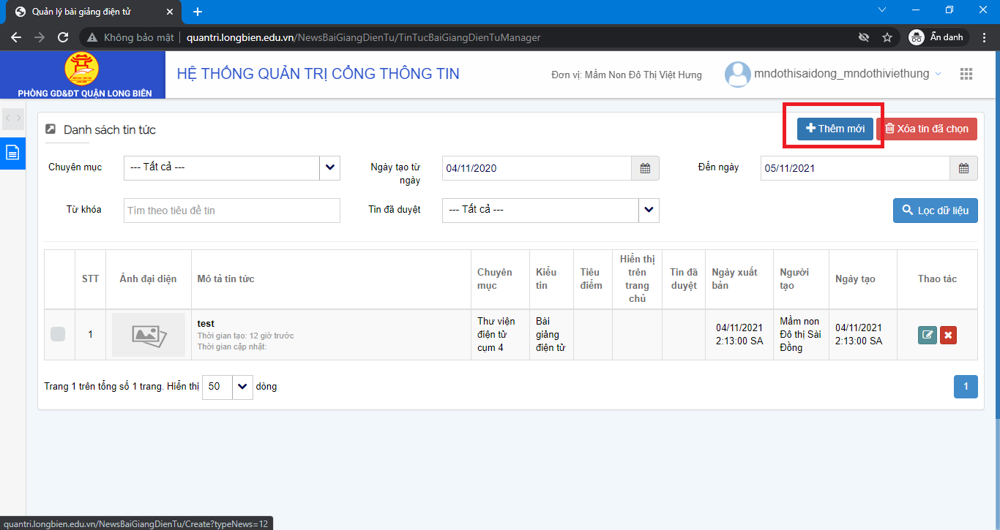 Quản lý bài giảng điện tử
Không bảo mật
quantri.longbien.edu.vn/NewsBaiGiangDienTu/TinTucBaiGiangDienTuManager
Ẩn danh
PHÒNG GD&ĐT QUẬN LONG BIÊN
HỆ THỐNG QUẢN TRỊ CỔNG THÔNG TIN
Đơn vị: Mầm Non Đô Thị Việt Hưng
mndothisaidong_mndothiviethung
Danh sách tin tức
Thêm mới
Xóa tin đã chọn
Chuyên mục
--- Tất cả ---
Ngày tạo từ
ngày
04/11/2020
Đến ngày
05/11/2021
Từ khóa
Tìm theo tiêu đề tin
Tin đã duyệt
--- Tất cả ---
Lọc dữ liệu
STT
Ảnh đại diện
Mô tả tin tức
Chuyên
mục
Kiểu
tin
Tiêu
điểm
Hiển thị
trên
trang
chủ
Tin đã
duyệt
Ngày xuất
bản
Người
tạo
Ngày tạo
Thao tác
1
test
Thời gian tạo: 12 giờ trước
Thời gian cập nhật:
Thư viện
điện tử
cụm 4
Bài
giảng
điện tử
04/11/2021
2:13:00 SA
Mầm non
Đô thị Sài
Đồng
04/11/2021
2:13:00 SA
Trang 1 trên tổng số 1 trang. Hiển thị 50 dòng
1
quantri.longbien.edu.vn/NewsBaiGiangDienTu/Create?typeNews=12